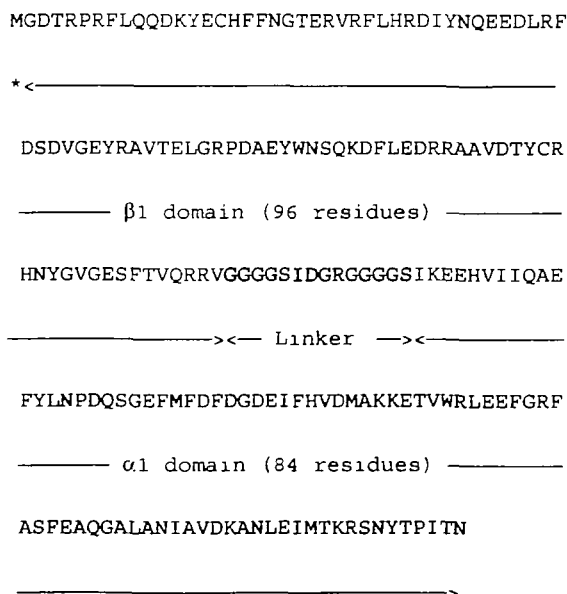 MGDTRPRFLQQDKYECHFFNGTERVRFLHRDIYNQEEDLRF
*<
DSDVGEYRAVTELGRPDAEYWNSQKDFLEDRRAAVDTYCR
β1 domain (96 residues)
HNYGVGESFTVQRRVGGGGSIDGRGGGGSIKEEHVIIQAE
><— Linker —><
FYLNPDQSGEFMFDFDGDEIFHVDMAKKETVWRLEEFGRF
α1 domain (84 residues)
ASFEAQGALANIAVDKANLEIMTKRSNYTPITN
>